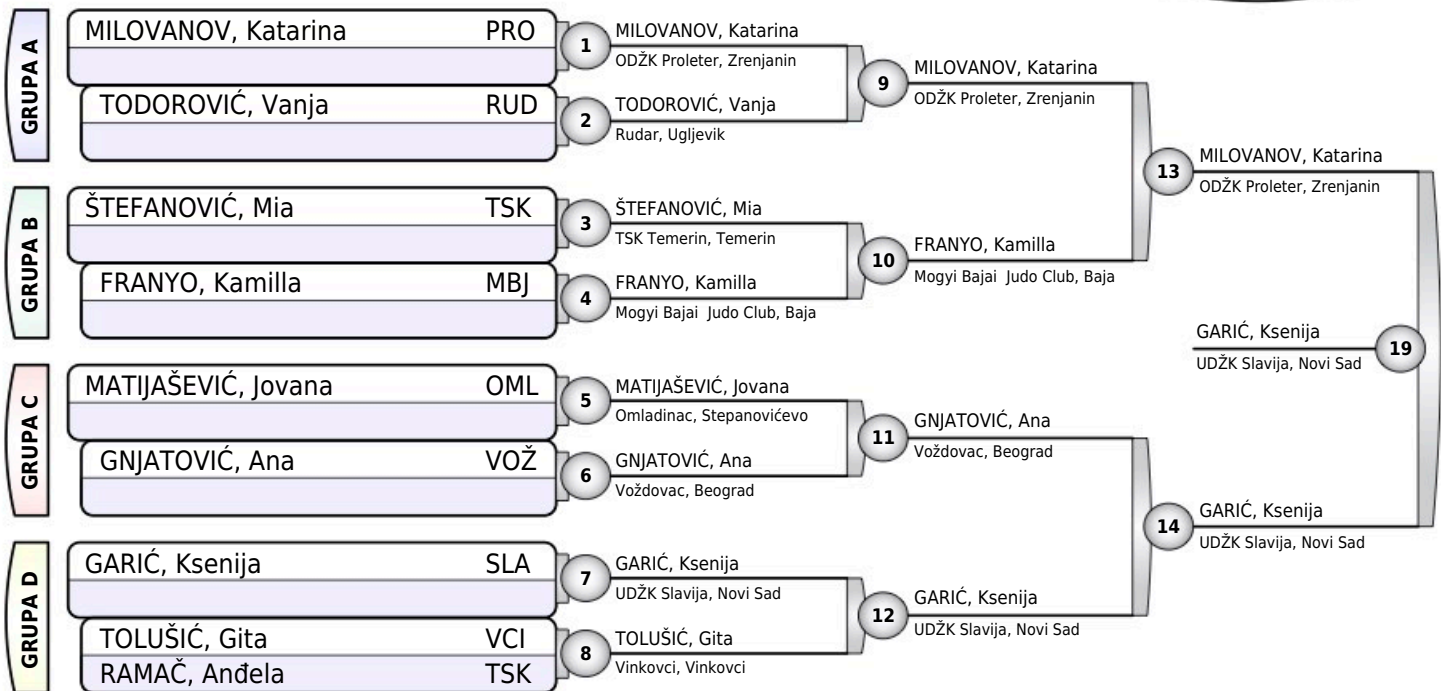 GRUPA A
MILOVANOV, Katarina PRO
TODOROVIĆ, Vanja RUD
GRUPA B
ŠTEFANOVIĆ, Mia TSK
FRANYO, Kamilla MBJ
GRUPA C
MATIJAŠEVIĆ, Jovana OML
GNJATOVIĆ, Ana VOŽ
GRUPA D
GARIĆ, Ksenija SLA
TOLUŠIĆ, Gita VCI
RAMAČ, Anđela TSK
1
MILOVANOV, Katarina
ODŽK Proleter, Zrenjanin
2
TODOROVIĆ, Vanja
Rudar, Ugljevik
3
ŠTEFANOVIĆ, Mia
TSK Temerin, Temerin
4
FRANYO, Kamilla
Mogyi Bajai Judo Club, Baja
5
MATIJAŠEVIĆ, Jovana
Omladinac, Stepanovićevo
6
GNJATOVIĆ, Ana
Voždovac, Beograd
7
GARIĆ, Ksenija
UDŽK Slavija, Novi Sad
8
TOLUŠIĆ, Gita
Vinkovci, Vinkovci
9
MILOVANOV, Katarina
ODŽK Proleter, Zrenjanin
10
FRANYO, Kamilla
Mogyi Bajai Judo Club, Baja
11
GNJATOVIĆ, Ana
Voždovac, Beograd
12
GARIĆ, Ksenija
UDŽK Slavija, Novi Sad
13
MILOVANOV, Katarina
ODŽK Proleter, Zrenjanin
14
GARIĆ, Ksenija
UDŽK Slavija, Novi Sad
GARIĆ, Ksenija
UDŽK Slavija, Novi Sad
19